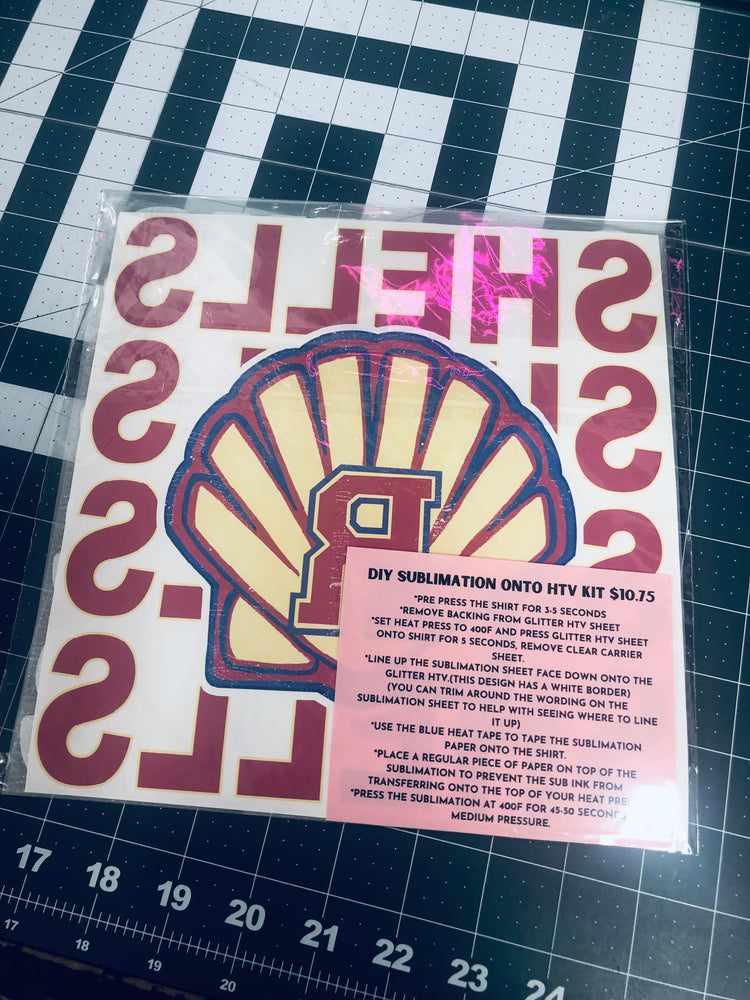 SHELLS
S S
S S
LLS
R
DIY SUBLIMATION ONTO HTV KIT $10.75
*PRE PRESS THE SHIRT FOR 3-5 SECONDS
*REMOVE BACKING FROM GLITTER HTV SHEET
*SET HEAT PRESS TO 400F AND PRESS GLITTER HTV SHEET
ONTO SHIRT FOR 5 SECONDS, REMOVE CLEAR CARRIER
SHEET.
*LINE UP THE SUBLIMATION SHEET FACE DOWN ONTO THE
GLITTER HTV.(THIS DESIGN HAS A WHITE BORDER)
(YOU CAN TRIM AROUND THE WORDING ON THE
SUBLIMATION SHEET TO HELP WITH SEEING WHERE TO LINE
IT UP)
*USE THE BLUE HEAT TAPE TO TAPE THE SUBLIMATION
PAPER ONTO THE SHIRT.
*PLACE A REGULAR PIECE OF PAPER ON TOP OF THE
SUBLIMATION TO PREVENT THE SUB INK FROM
TRANSFERRING ONTO THE TOP OF YOUR HEAT
*PRESS THE SUBLIMATION AT 400F FOR 45-50 SECONDS
MEDIUM PRESSURE.
17 18 19 20 21 22 23 24
17 18 19 20